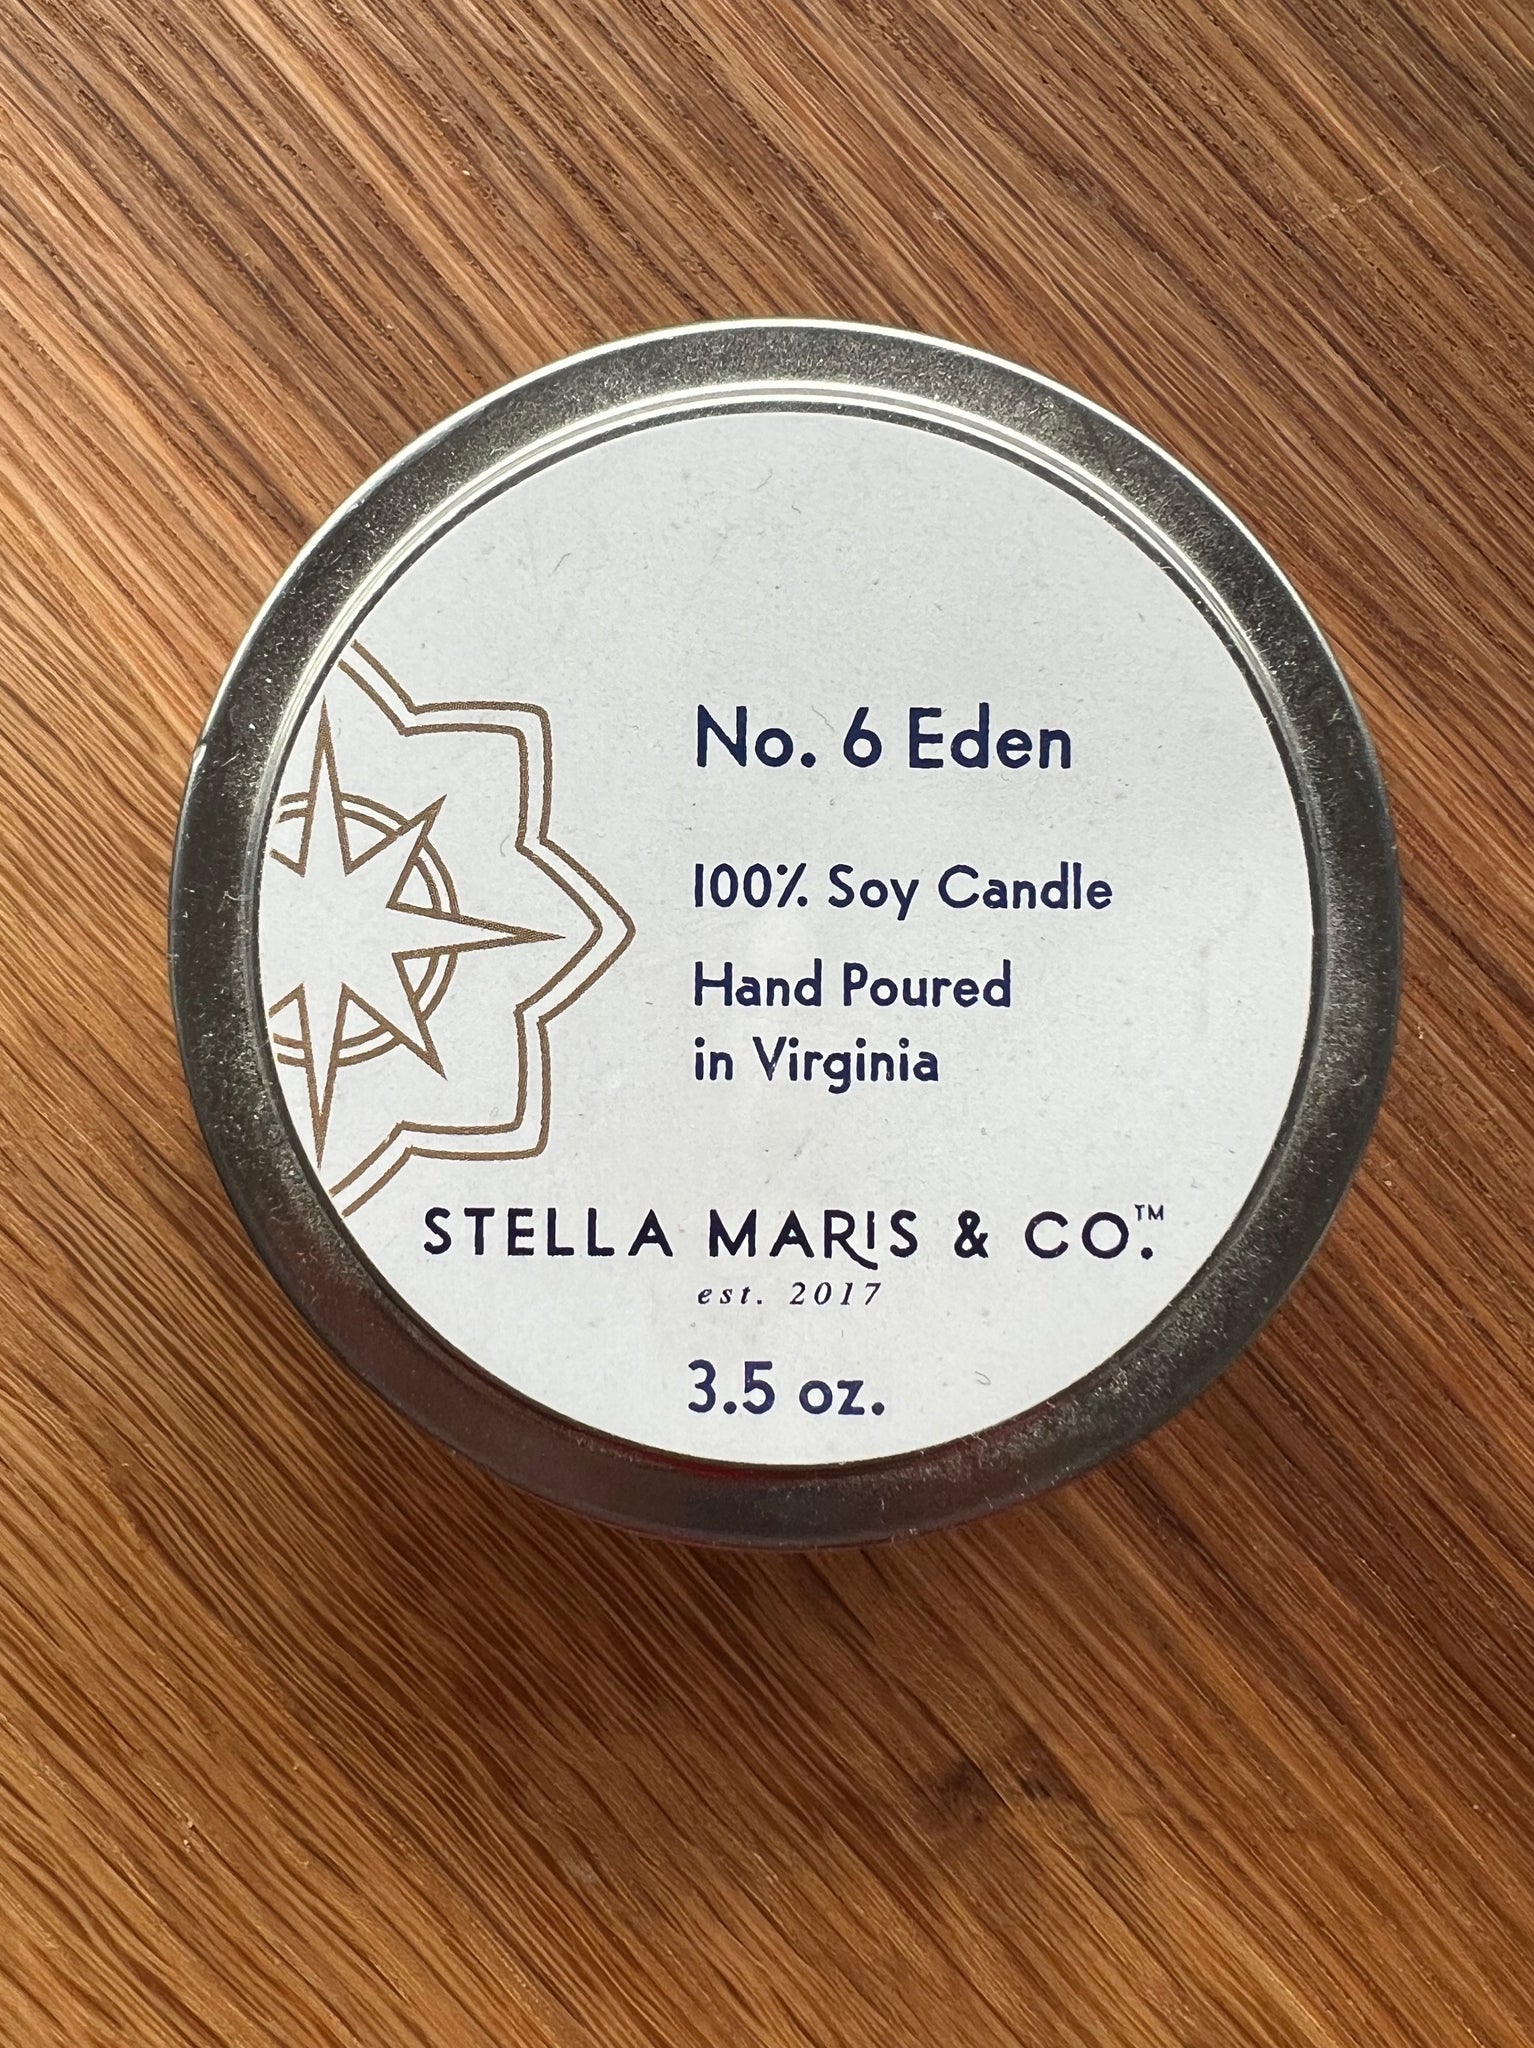 No. 6 Eden
100% Soy Candle
Hand Poured
in Virginia
STELLA MARIS & CO.™
est. 2017
3.5 oz.